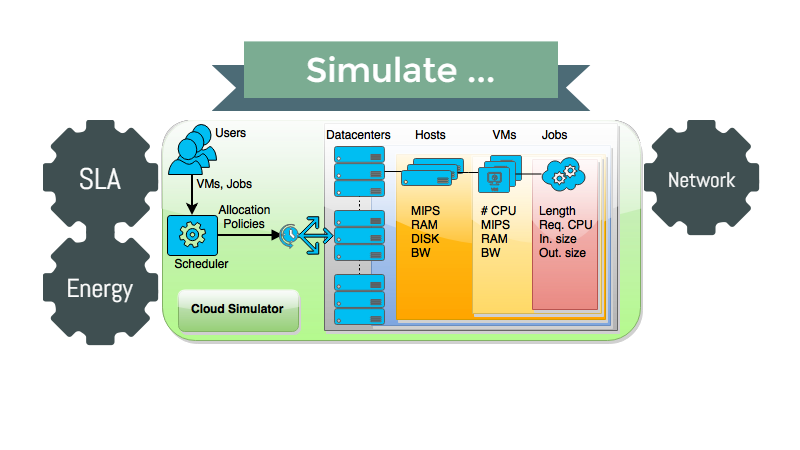 Simulate ...
SLA
Energy
Network
Users
VMs, Jobs
Allocation
Policies
Scheduler
Cloud Simulator
Datacenters
Hosts
VMs
Jobs
MIPS
RAM
DISK
BW
# CPU
MIPS
RAM
BW
Length
Req. CPU
In. size
Out. size